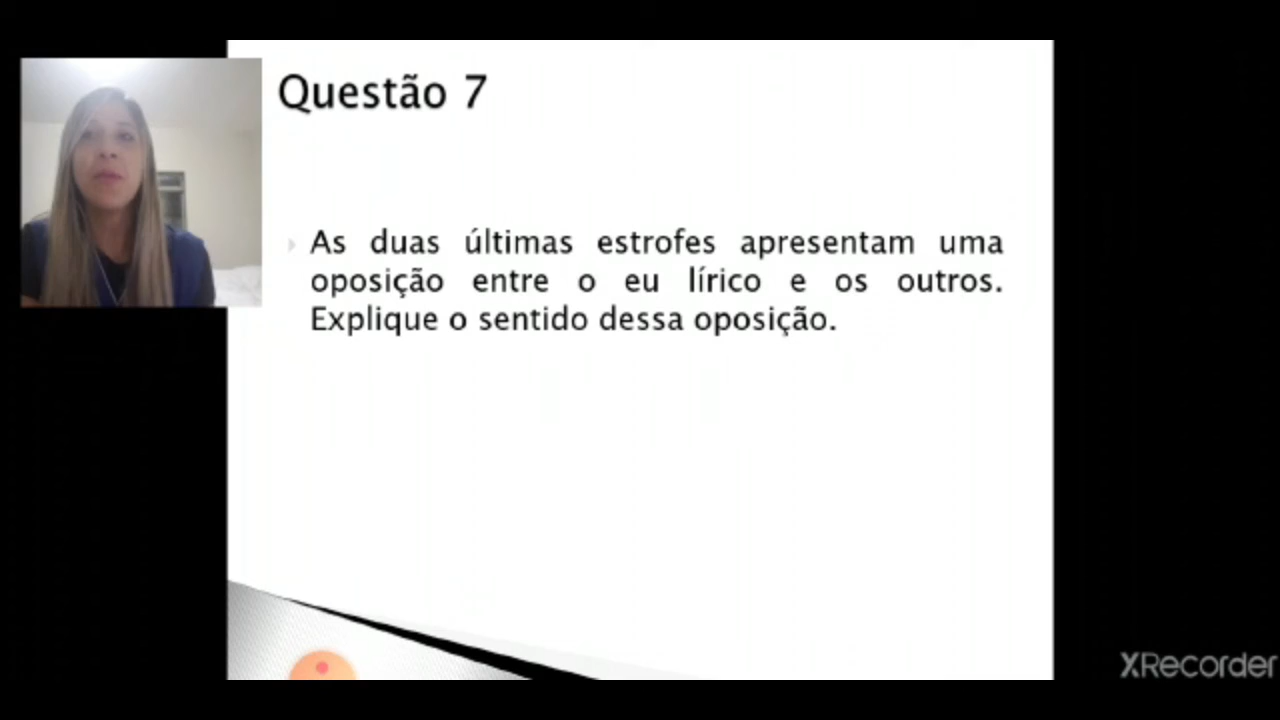 Questão 7
As duas últimas estrofes apresentam uma
oposição entre o eu lírico e os outros.
Explique o sentido dessa oposição.
XRecorder